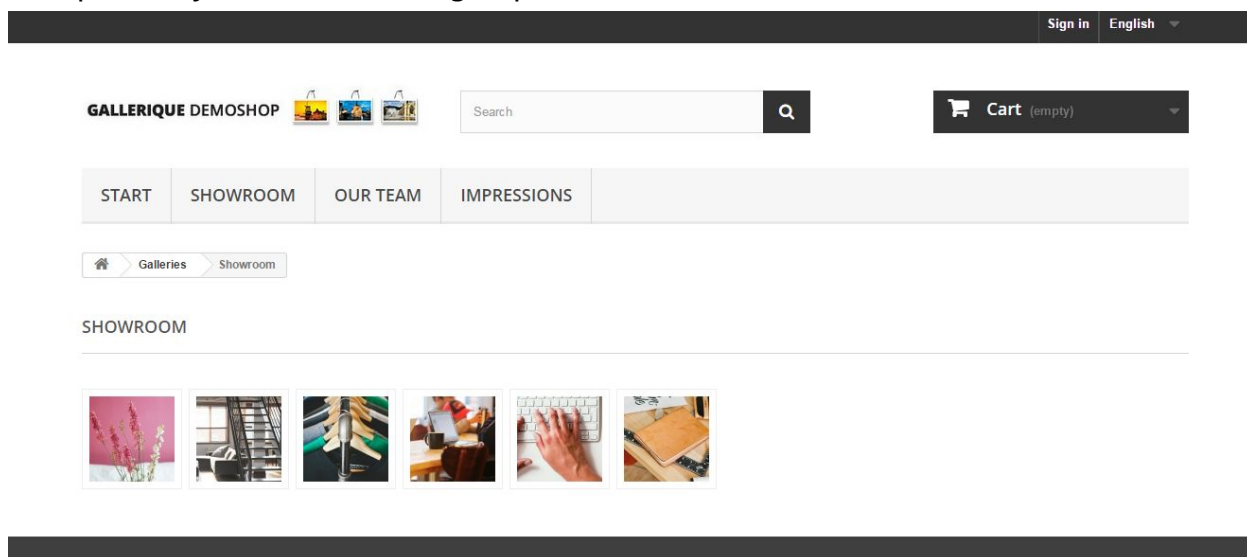 Sign in English
GALLERIQUE DEMOSHOP
Search
Cart (empty)
START SHOWROOM OUR TEAM IMPRESSIONS
Galleries Showroom
SHOWROOM